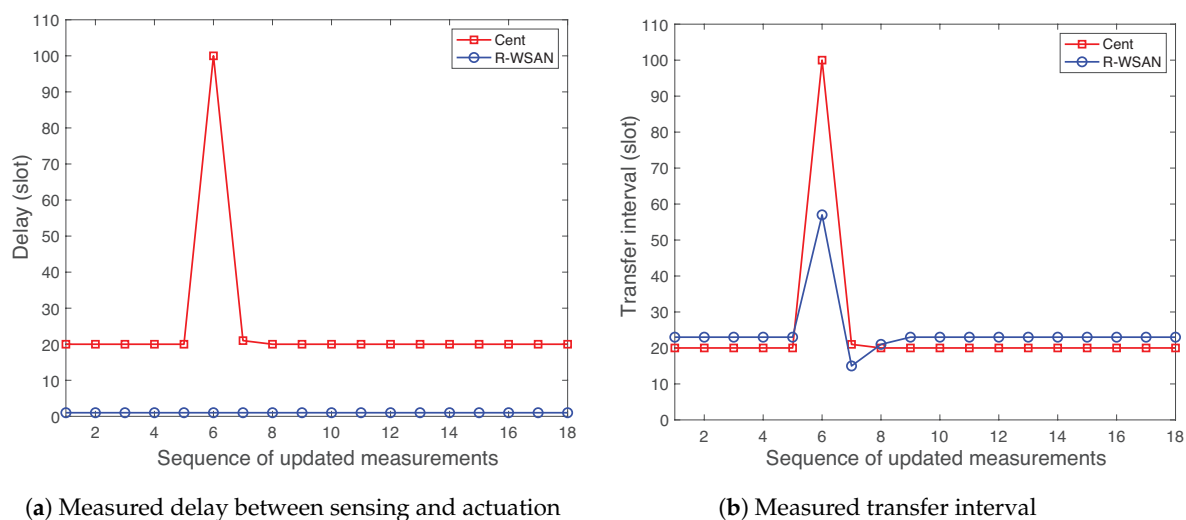 110
100
90
80
70
60
50
40
30
20
10
0
Delay (slot)
Cent
R-WSAN
2 4 6 8 10 12 14 16 18
Sequence of updated measurements
(a) Measured delay between sensing and actuation
110
100
90
80
70
60
50
40
30
20
10
0
Transfer interval (slot)
Cent
R-WSAN
2 4 6 8 10 12 14 16 18
Sequence of updated measurements
(b) Measured transfer interval